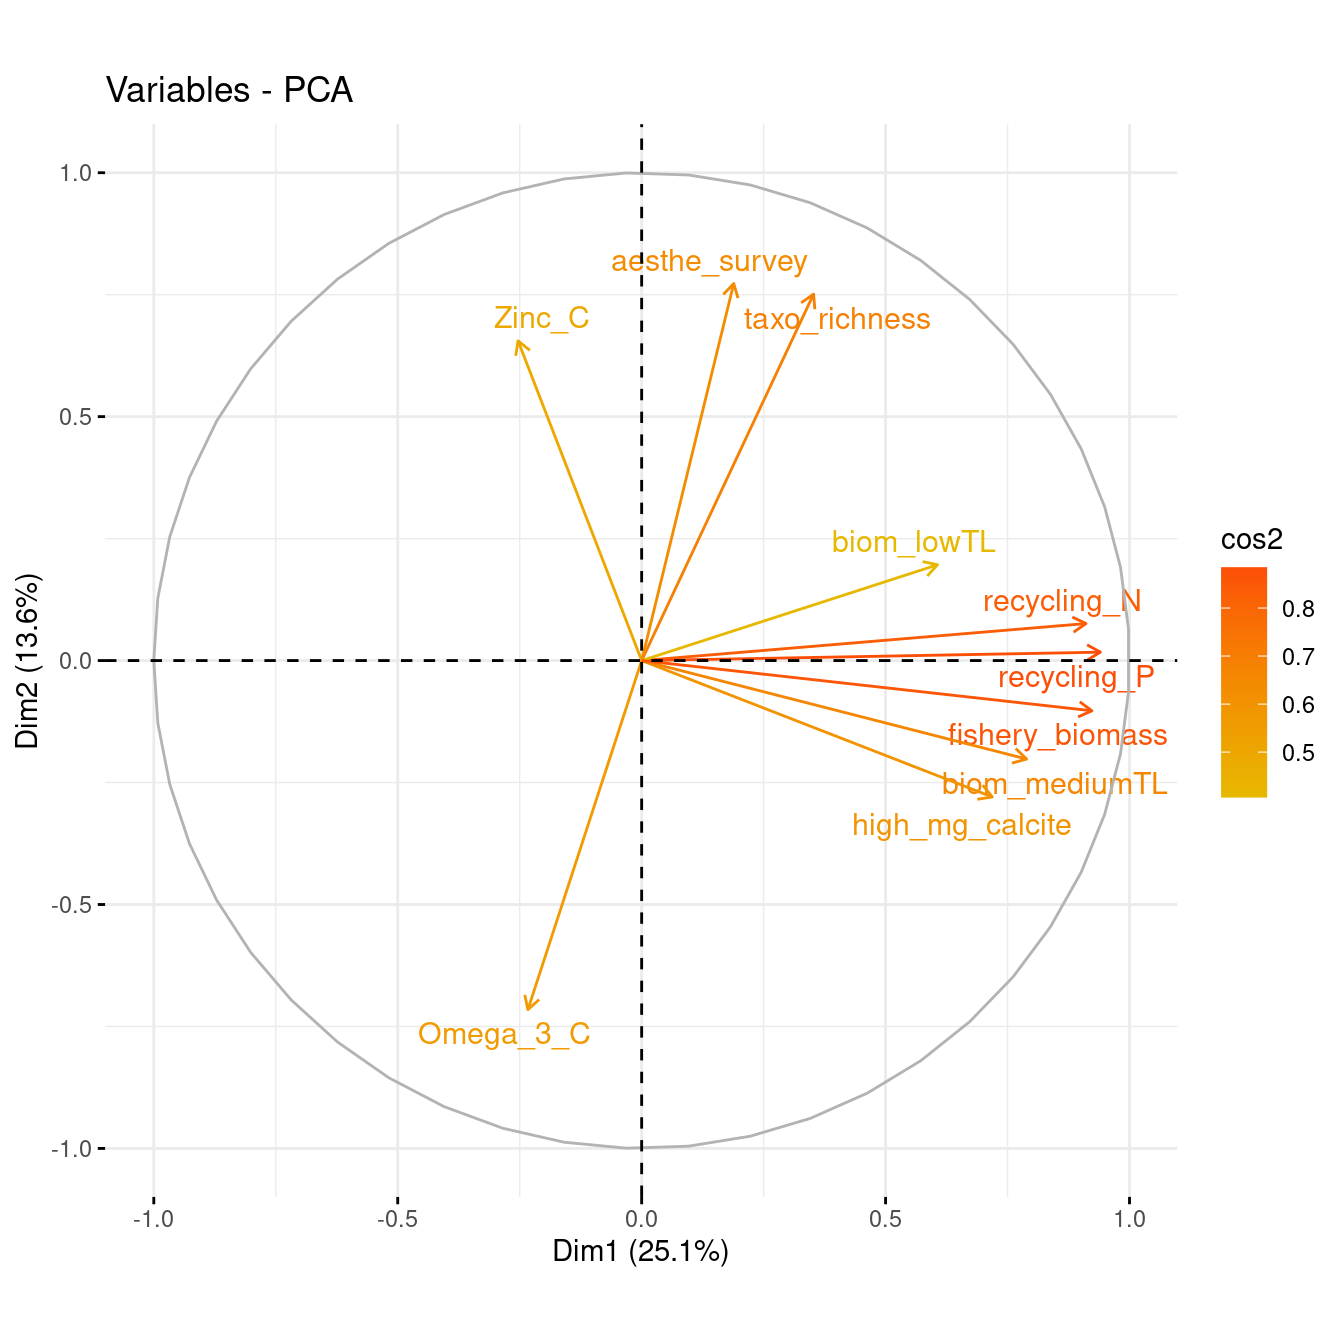 Variables - PCA
1.0
aesthe_survey
Zinc_C
taxo_richness
0.5
biom_lowTL
recycling_N
0.0
recycling_P
fishery_biomass
biom_mediumTL
high_mg_calcite
-0.5
Omega_3_C
-1.0
-1.0
-0.5
0.0
0.5
1.0
Dim1 (25.1%)
Dim2 (13.6%)
cos2
0.8
0.7
0.6
0.5